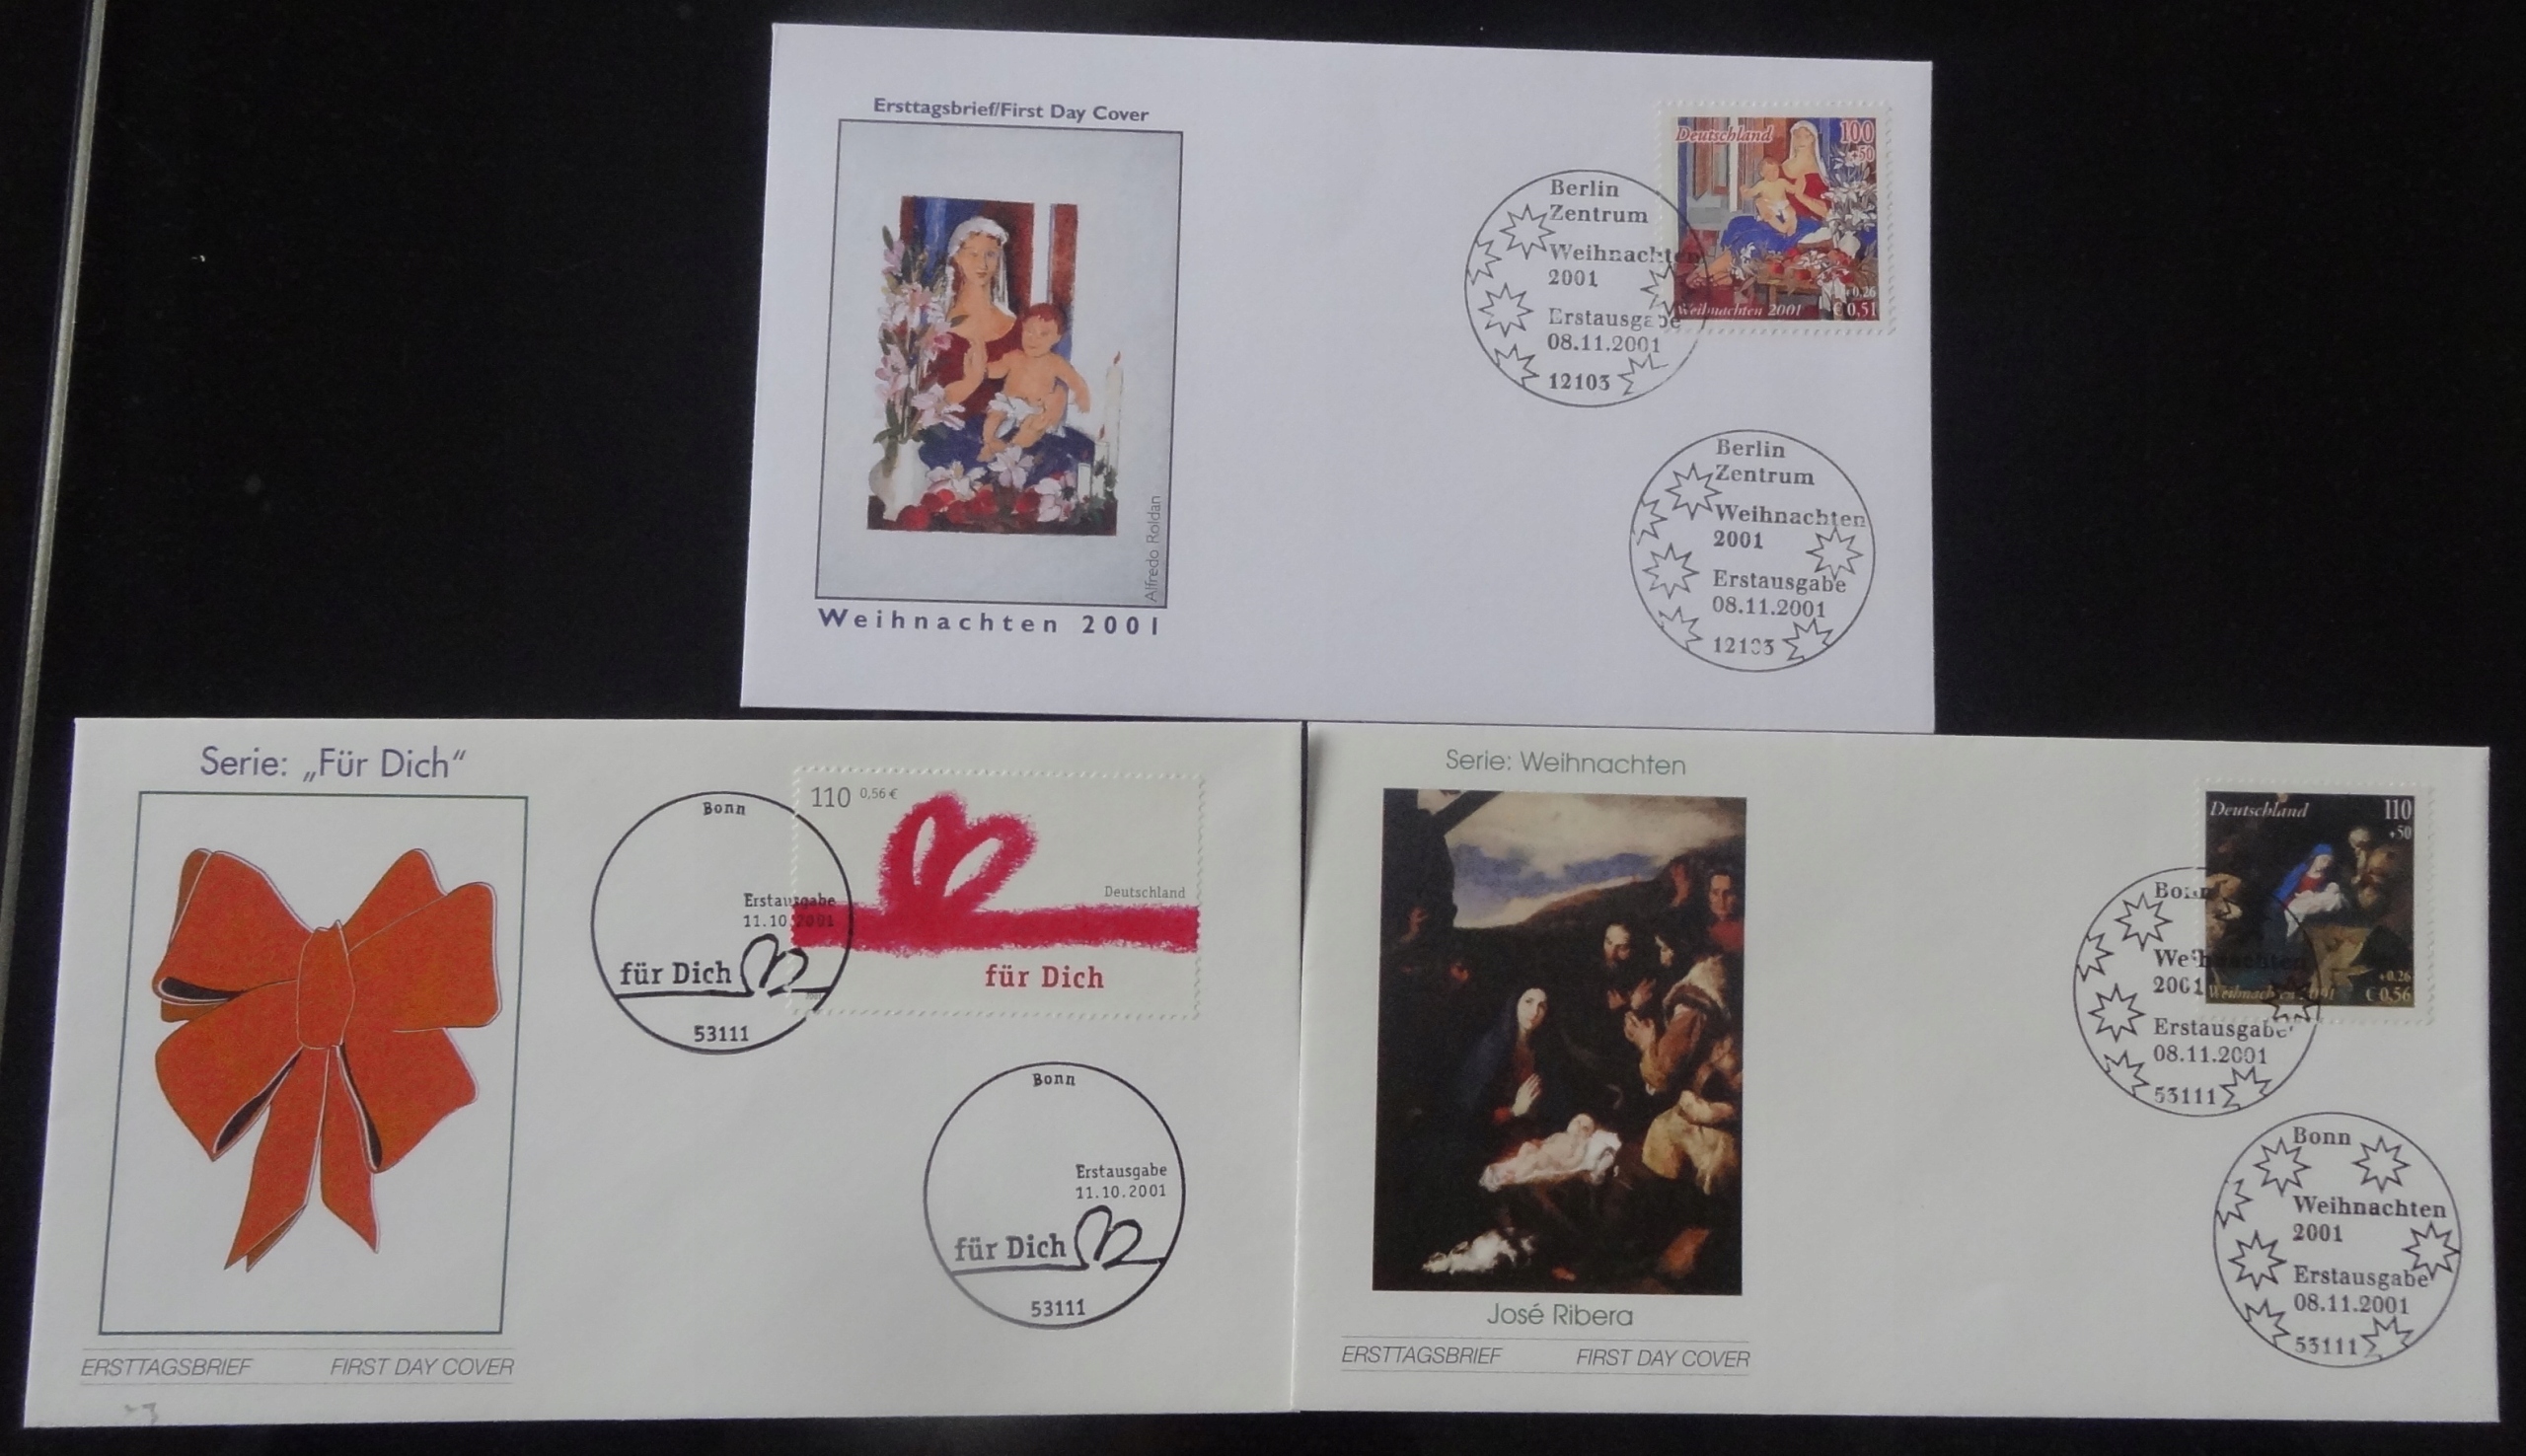 Ersttagsbrief/First Day Cover
Alfredo Roldan
Weihnachten 2001
Deutschland 100
+50
+0,26
Weihnachten 2001 € 0,51
Berlin
Zentrum
Weihnachten
2001
Erstausgabe
08.11.2001
12103
Berlin
Zentrum
Weihnachten
2001
Erstausgabe
08.11.2001
12103
Serie: „Für Dich“
ERSTTAGSBRIEF FIRST DAY COVER
110 0,56 €
Deutschland
für Dich
Bonn
Erstausgabe
11.10.2001
für Dich
53111
Bonn
Erstausgabe
11.10.2001
für Dich
53111
Serie: Weihnachten
José Ribera
ERSTTAGSBRIEF FIRST DAY COVER
Deutschland 110
+50
+0,26
Weihnachten 2001 € 0,56
Bonn
Weihnachten
2001
Erstausgabe
08.11.2001
53111
Bonn
Weihnachten
2001
Erstausgabe
08.11.2001
53111